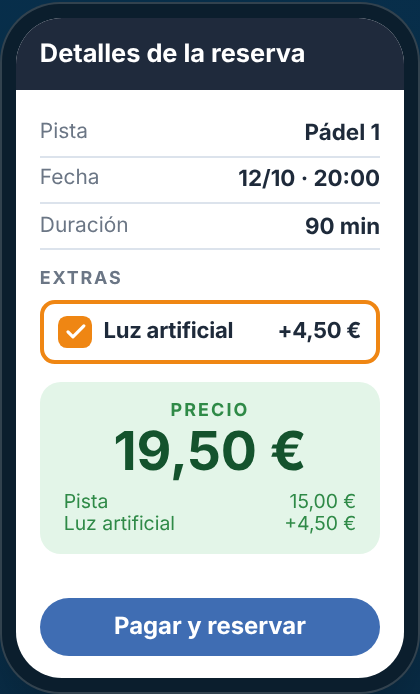 Detalles de la reserva
Pista Pádel 1
Fecha 12/10 · 20:00
Duración 90 min
EXTRAS
Luz artificial +4,50 €
PRECIO
19,50 €
Pista 15,00 €
Luz artificial +4,50 €
Pagar y reservar